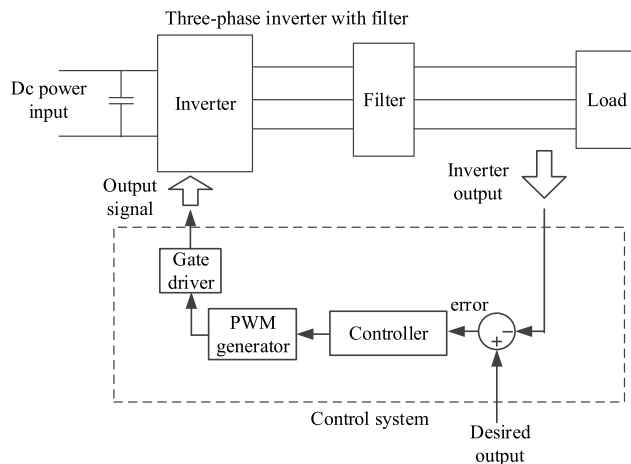 Three-phase inverter with filter
Dc power
input
Inverter
Filter
Load
Output
signal
Inverter
output
Gate
driver
PWM
generator
Controller
error
−
+
Control system
Desired
output